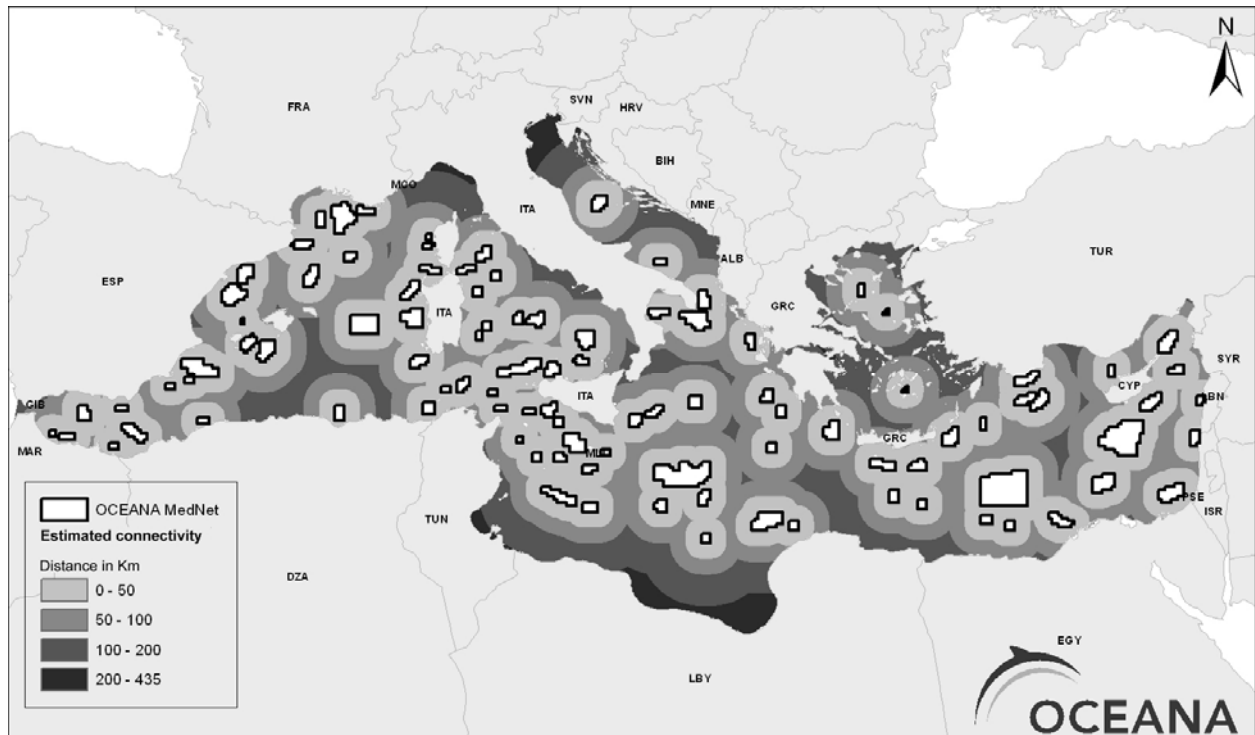 N
FRA
SVN
HRV
BIH
MCO
ITA
MNE
ALB
ESP
TUR
GRC
ITA
SYR
CYP
GIB
ITA
GRC
MAR
PSE
ISR
TUN
DZA
EGY
LBY
OCEANA MedNet
Estimated connectivity
Distance in Km
0 - 50
50 - 100
100 - 200
200 - 435
OCEANA